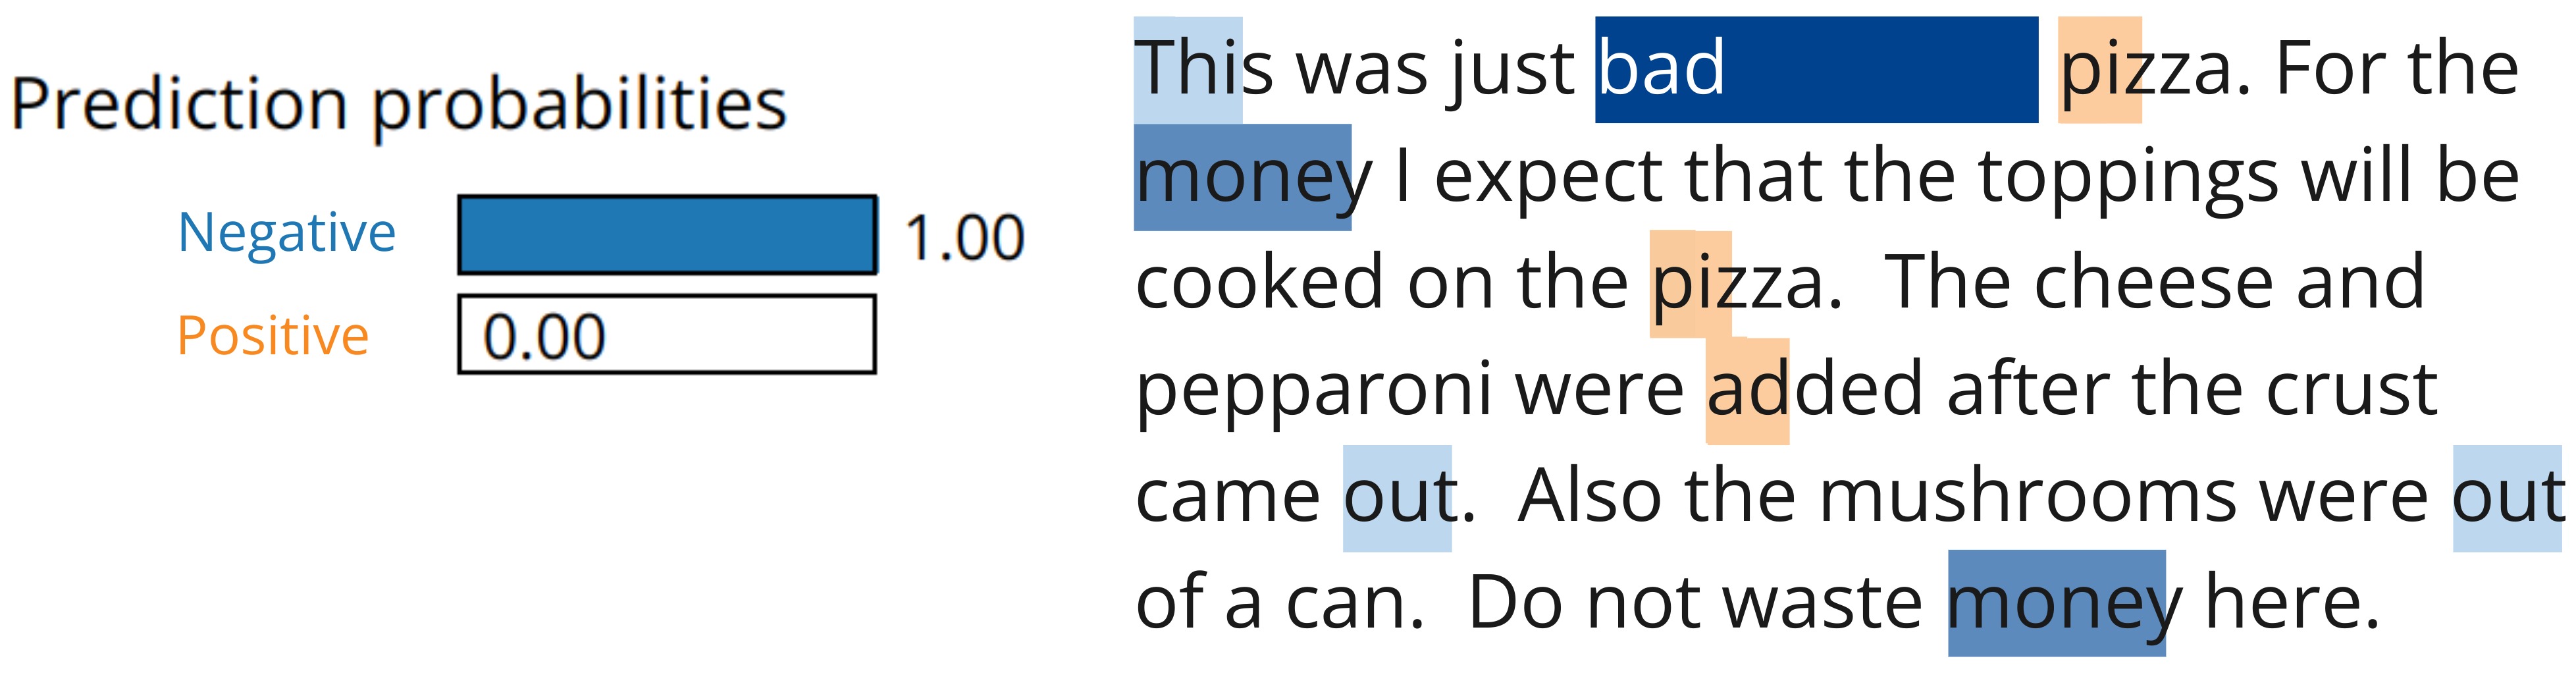 Prediction probabilities
Negative 1.00
Positive 0.00
This was just bad pizza. For the
money I expect that the toppings will be
cooked on the pizza.  The cheese and
pepparoni were added after the crust
came out.  Also the mushrooms were out
of a can.  Do not waste money here.